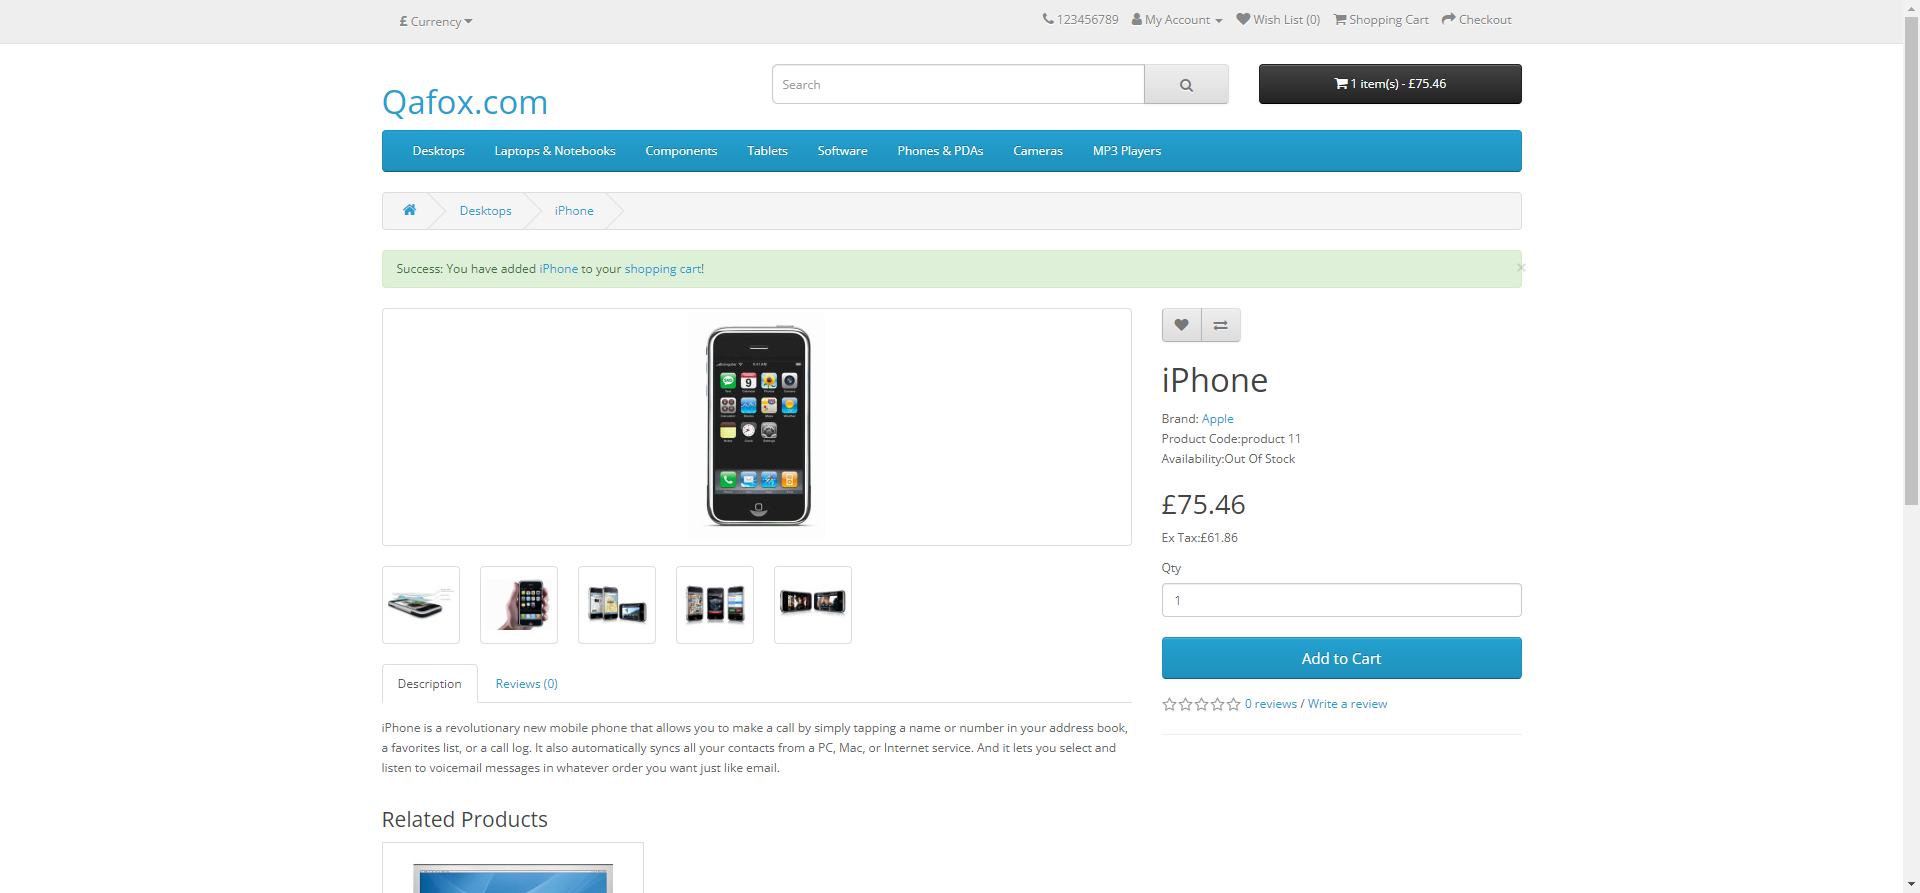 £ Currency
123456789 My Account Wish List (0) Shopping Cart Checkout
Qafox.com
Search
1 item(s) - £75.46
Desktops Laptops & Notebooks Components Tablets Software Phones & PDAs Cameras MP3 Players
Desktops iPhone
Success: You have added iPhone to your shopping cart!
×
iPhone
Brand: Apple
Product Code:product 11
Availability:Out Of Stock
£75.46
Ex Tax:£61.86
Qty
1
Add to Cart
0 reviews / Write a review
Description Reviews (0)
iPhone is a revolutionary new mobile phone that allows you to make a call by simply tapping a name or number in your address book,
a favorites list, or a call log. It also automatically syncs all your contacts from a PC, Mac, or Internet service. And it lets you select and
listen to voicemail messages in whatever order you want just like email.
Related Products